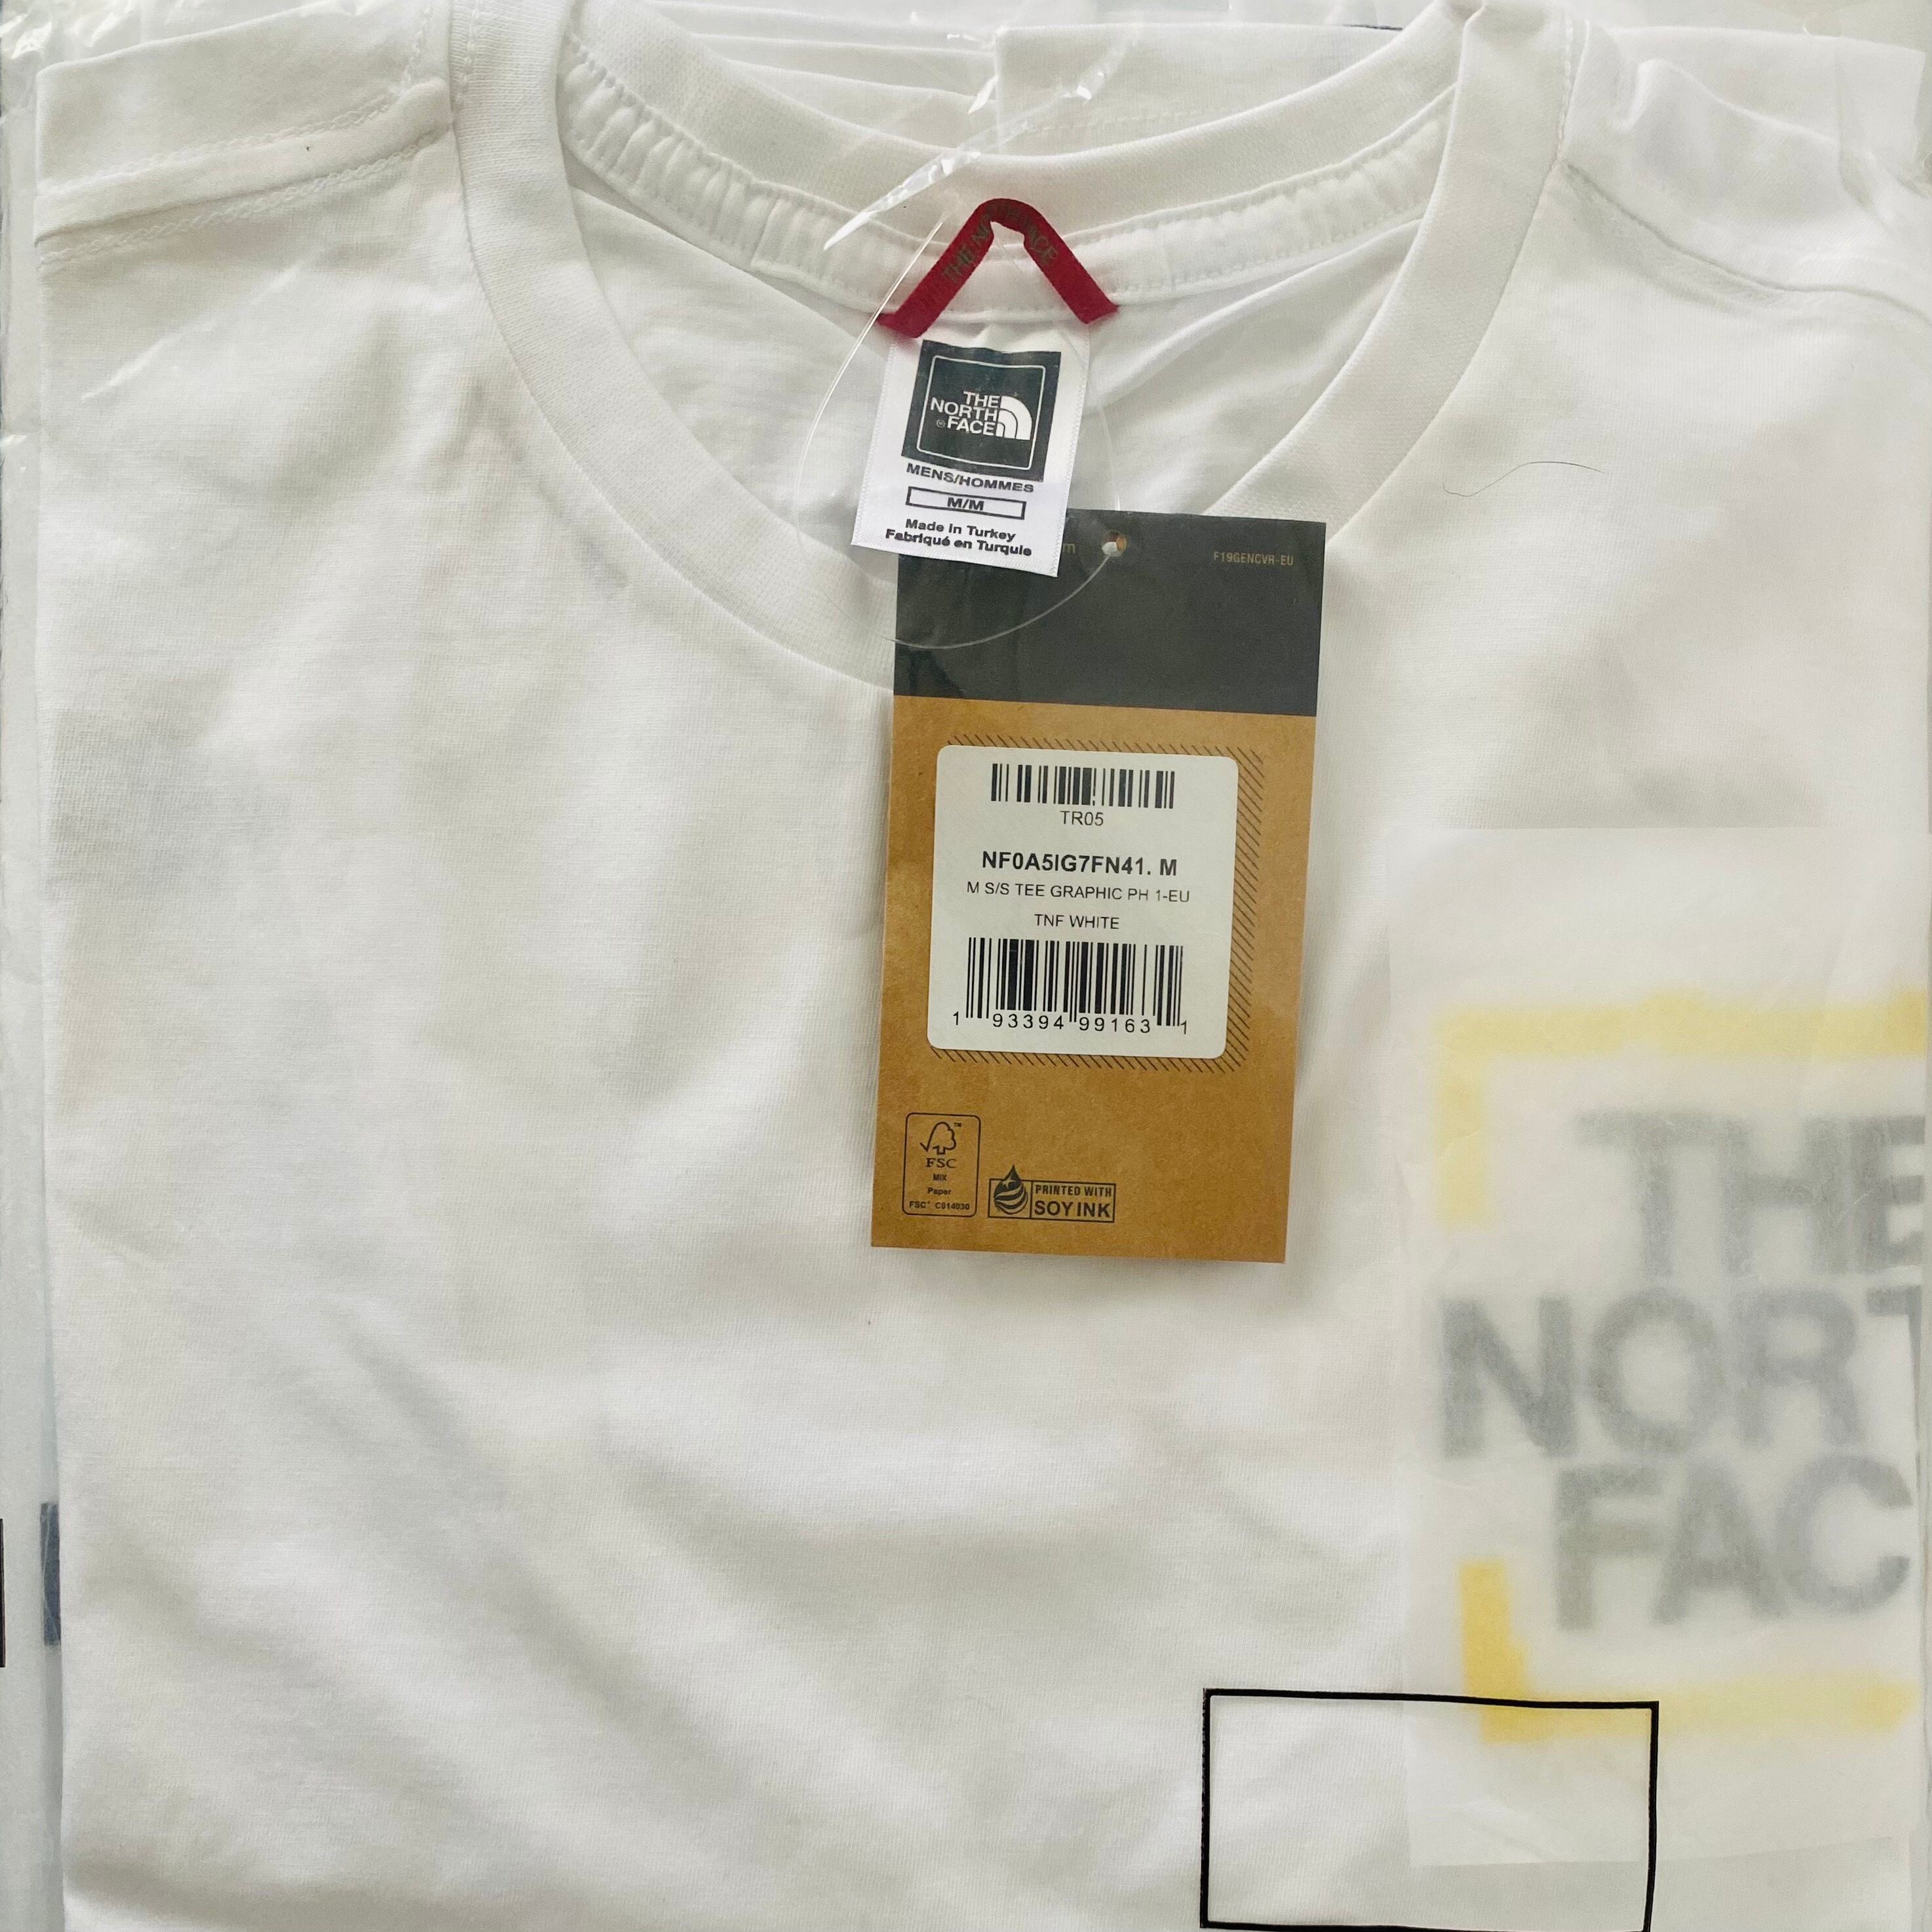 THE NORTH FACE
THE
NORTH
FACE
MENS/HOMMES
M/M
Made in Turkey
Fabriqué en Turquie
m
F19GENCVR-EU
TR05
NF0A5IG7FN41. M
M S/S TEE GRAPHIC PH 1-EU
TNF WHITE
1 93394 99163 1
FSC
MIX
Paper
FSC® C014030
PRINTED WITH
SOY INK
THE
NORT
FAC